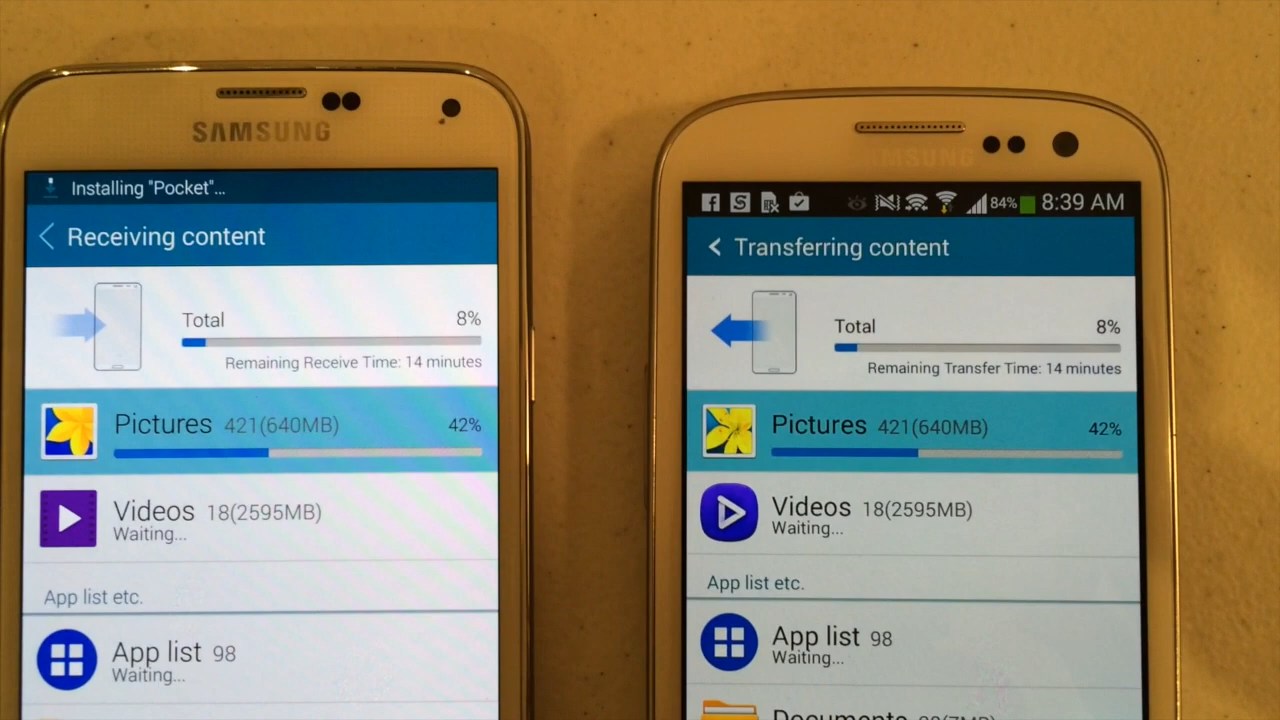 SAMSUNG
Installing "Pocket"...
Receiving content
Total 8%
Remaining Receive Time: 14 minutes
Pictures 421(640MB) 42%
Videos 18(2595MB)
Waiting...
App list etc.
App list 98
Waiting...
SAMSUNG
84% 8:39 AM
Transferring content
Total 8%
Remaining Transfer Time: 14 minutes
Pictures 421(640MB) 42%
Videos 18(2595MB)
Waiting...
App list etc.
App list 98
Waiting...
Documents